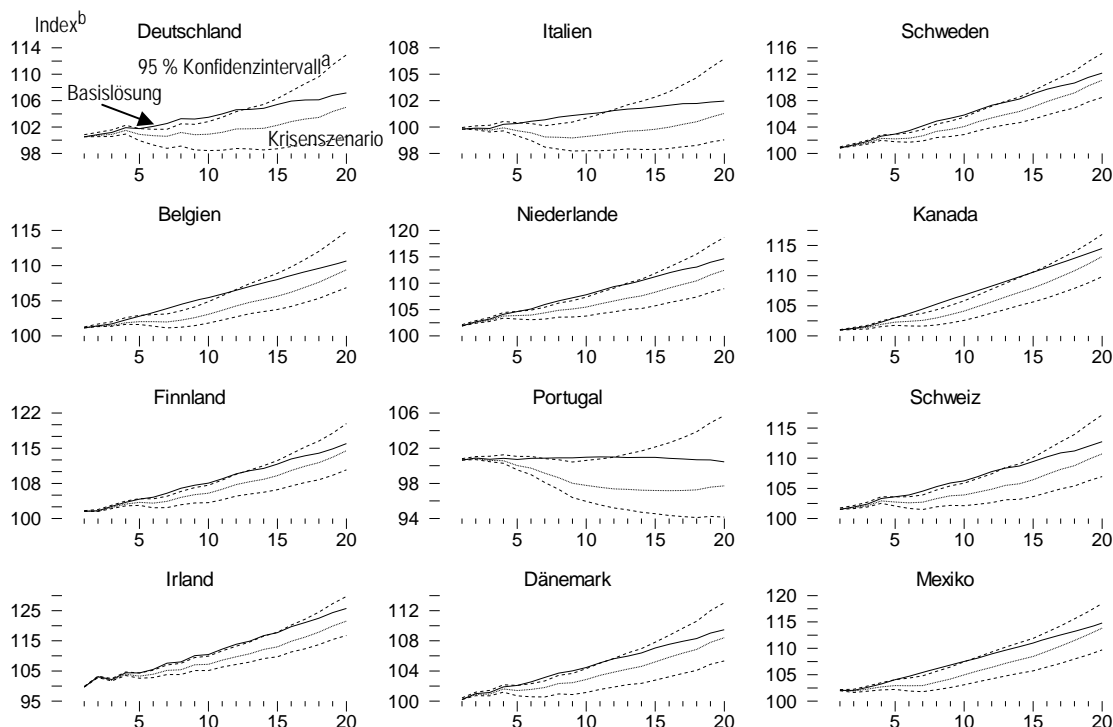 Index^b
Deutschland
114
110
106
102
98
5 10 15 20
95 % Konfidenzintervall^a
Basislösung
Krisenszenario
Italien
108
105
102
100
98
5 10 15 20
Schweden
116
112
108
104
100
5 10 15 20
Belgien
115
110
105
100
5 10 15 20
Niederlande
120
115
110
105
100
5 10 15 20
Kanada
115
110
105
100
5 10 15 20
Finnland
122
115
108
100
5 10 15 20
Portugal
106
102
98
94
5 10 15 20
Schweiz
115
110
105
100
5 10 15 20
Irland
125
115
105
95
5 10 15 20
Dänemark
112
108
104
100
5 10 15 20
Mexiko
120
115
110
105
100
5 10 15 20